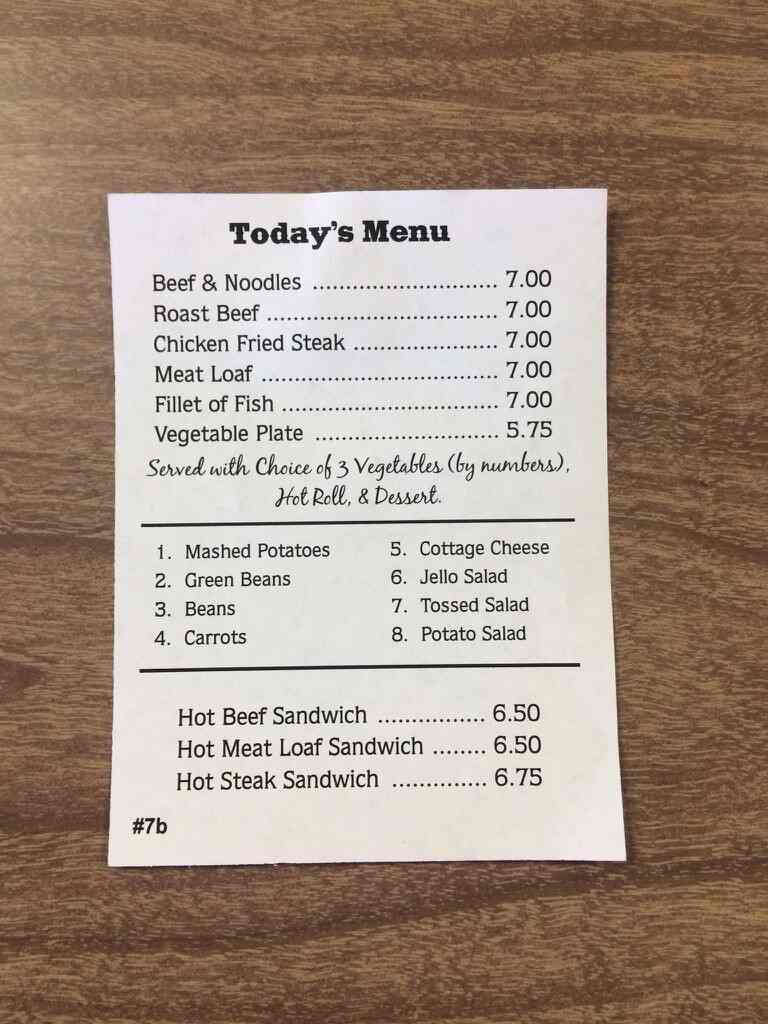 Today's Menu
Beef & Noodles ............................ 7.00
Roast Beef ..................................... 7.00
Chicken Fried Steak ....................... 7.00
Meat Loaf ...................................... 7.00
Fillet of Fish ................................... 7.00
Vegetable Plate ............................. 5.75
Served with Choice of 3 Vegetables (by numbers),
Hot Roll, & Dessert.
1. Mashed Potatoes
2. Green Beans
3. Beans
4. Carrots
5. Cottage Cheese
6. Jello Salad
7. Tossed Salad
8. Potato Salad
Hot Beef Sandwich ................. 6.50
Hot Meat Loaf Sandwich ........ 6.50
Hot Steak Sandwich ............... 6.75
#7b